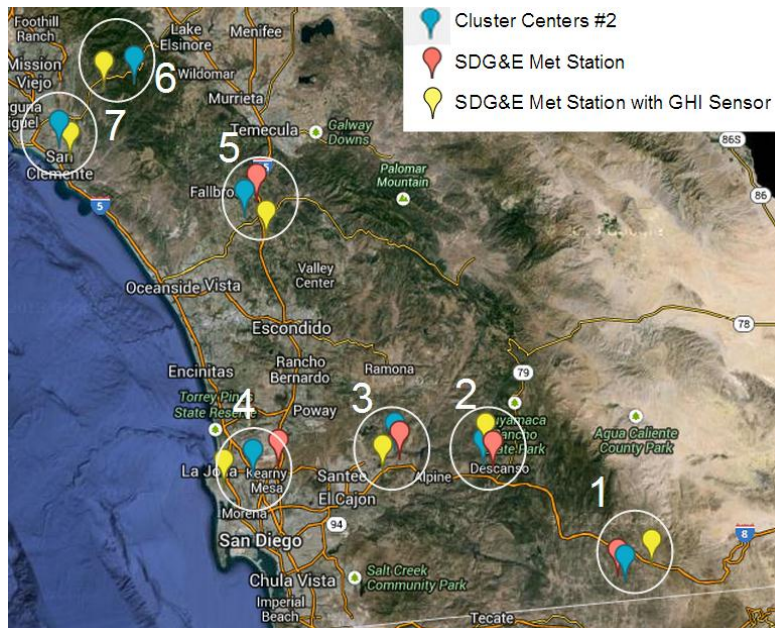 Cluster Centers #2
SDG&E Met Station
SDG&E Met Station with GHI Sensor
Foothill
Ranch
Lake
Elsinore
Menifee
Mission
Viejo
Wildomar
6
Murrieta
7
guel
San
Clemente
Temecula
Galway
Downs
86S
5
Fallbro
5
Palomar
Mountain
86
5
Oceanside
Vista
Valley
Center
Escondido
78
Encinitas
Rancho
Bernardo
Ramona
79
Torrey Pines
State Reserve
4
Poway
3
2
Agua Caliente
County Park
La Jolla
Kearny
Mesa
Santee
Alpine
Descanso
El Cajon
1
Morena
94
8
San Diego
Chula Vista
Salt Creek
Community Park
Imperial
Beach
Tecate